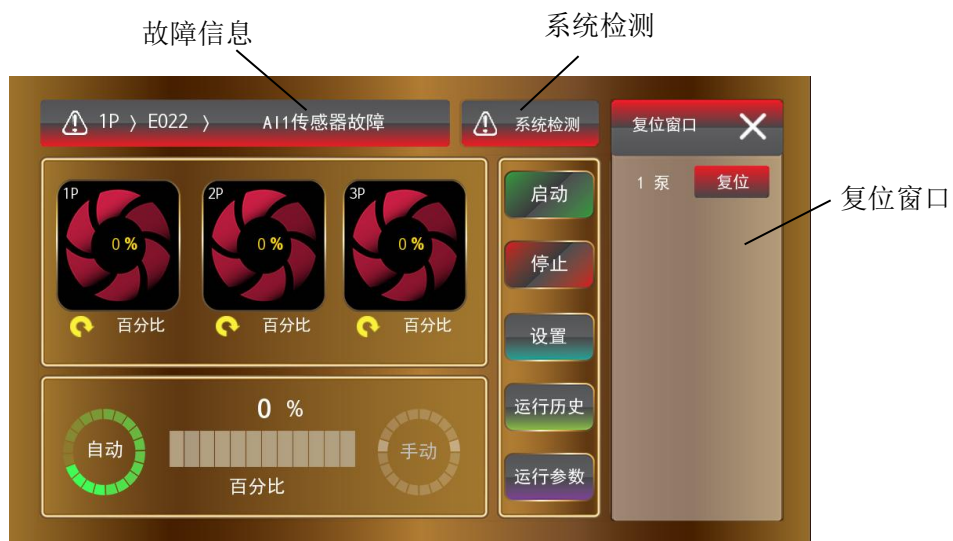 故障信息
系统检测
1P 〉 E022 〉 AI1传感器故障
系统检测
复位窗口
1P
2P
3P
0 %
0 %
0 %
百分比
百分比
百分比
启动
停止
设置
运行历史
运行参数
1 泵
复位
复位窗口
0 %
自动
手动
百分比